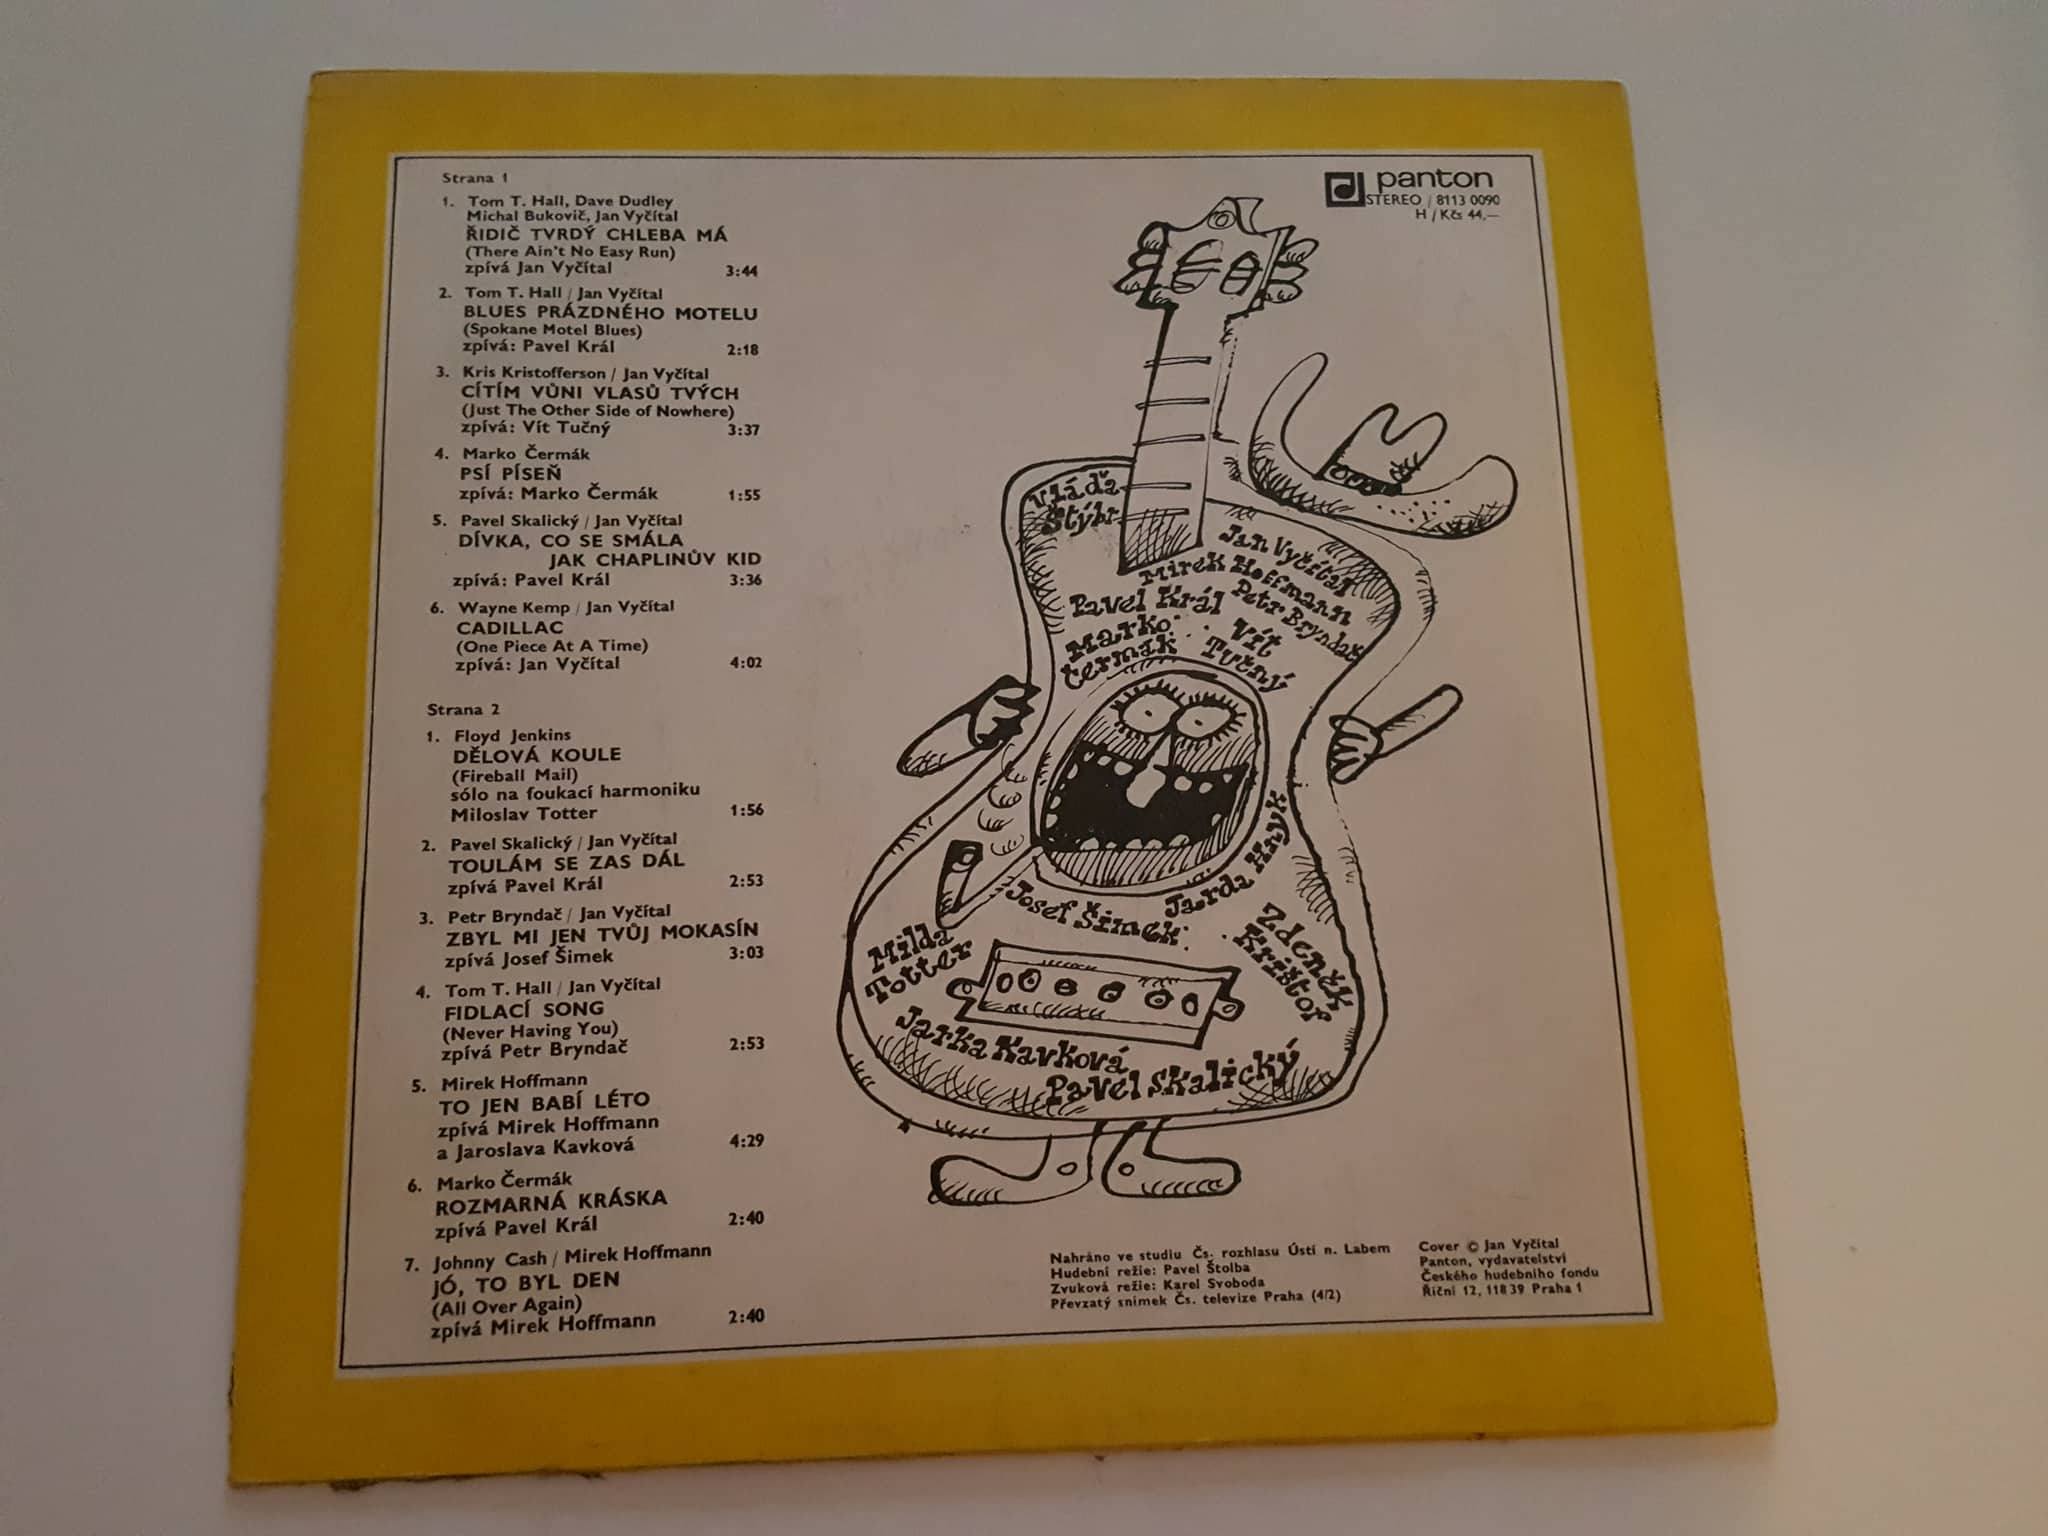 Strana 1
1. Tom T. Hall, Dave Dudley
Michal Bukovič, Jan Vyčítal
ŘIDIČ TVRDÝ CHLEBA MÁ
(There Ain't No Easy Run)
zpívá Jan Vyčítal 3:44
2. Tom T. Hall / Jan Vyčítal
BLUES PRÁZDNÉHO MOTELU
(Spokane Motel Blues)
zpívá: Pavel Král 2:18
3. Kris Kristofferson / Jan Vyčítal
CÍTÍM VŮNI VLASŮ TVÝCH
(Just The Other Side of Nowhere)
zpívá: Vít Tučný 3:37
4. Marko Čermák
PSÍ PÍSEŇ
zpívá: Marko Čermák 1:55
5. Pavel Skalický / Jan Vyčítal
DÍVKA, CO SE SMÁLA
JAK CHAPLINŮV KID
zpívá: Pavel Král 3:36
6. Wayne Kemp / Jan Vyčítal
CADILLAC
(One Piece At A Time)
zpívá: Jan Vyčítal 4:02
Strana 2
1. Floyd Jenkins
DĚLOVÁ KOULE
(Fireball Mail)
sólo na foukací harmoniku
Miloslav Totter 1:56
2. Pavel Skalický / Jan Vyčítal
TOULÁM SE ZAS DÁL
zpívá Pavel Král 2:53
3. Petr Bryndač / Jan Vyčítal
ZBYL MI JEN TVŮJ MOKASÍN
zpívá Josef Šimek 3:03
4. Tom T. Hall / Jan Vyčítal
FIDLACÍ SONG
(Never Having You)
zpívá Petr Bryndač 2:53
5. Mirek Hoffmann
TO JEN BABÍ LÉTO
zpívá Mirek Hoffmann
a Jaroslava Kavková 4:29
6. Marko Čermák
ROZMARNÁ KRÁSKA
zpívá Pavel Král 2:40
7. Johnny Cash / Mirek Hoffmann
JÓ, TO BYL DEN
(All Over Again)
zpívá Mirek Hoffmann 2:40
panton
STEREO / 8113 0090
H / Kčs 44,—
Vláďa
Štýbr
Jan Vyčítal
Mirek Hoffmann
Petr Bryndač
Pavel Král
Marko
Čermák
Vít
Tučný
Jarda Hnyk
Josef Šimek
Zdeněk
Krištof
Milda
Totter
Jarka Kavková
Pavel Skalický
Nahráno ve studiu Čs. rozhlasu Ústí n. Labem
Hudební režie: Pavel Štolba
Zvuková režie: Karel Svoboda
Převzatý snímek Čs. televize Praha (4/2)
Cover © Jan Vyčítal
Panton, vydavatelství
Českého hudebního fondu
Říční 12, 118 39 Praha 1